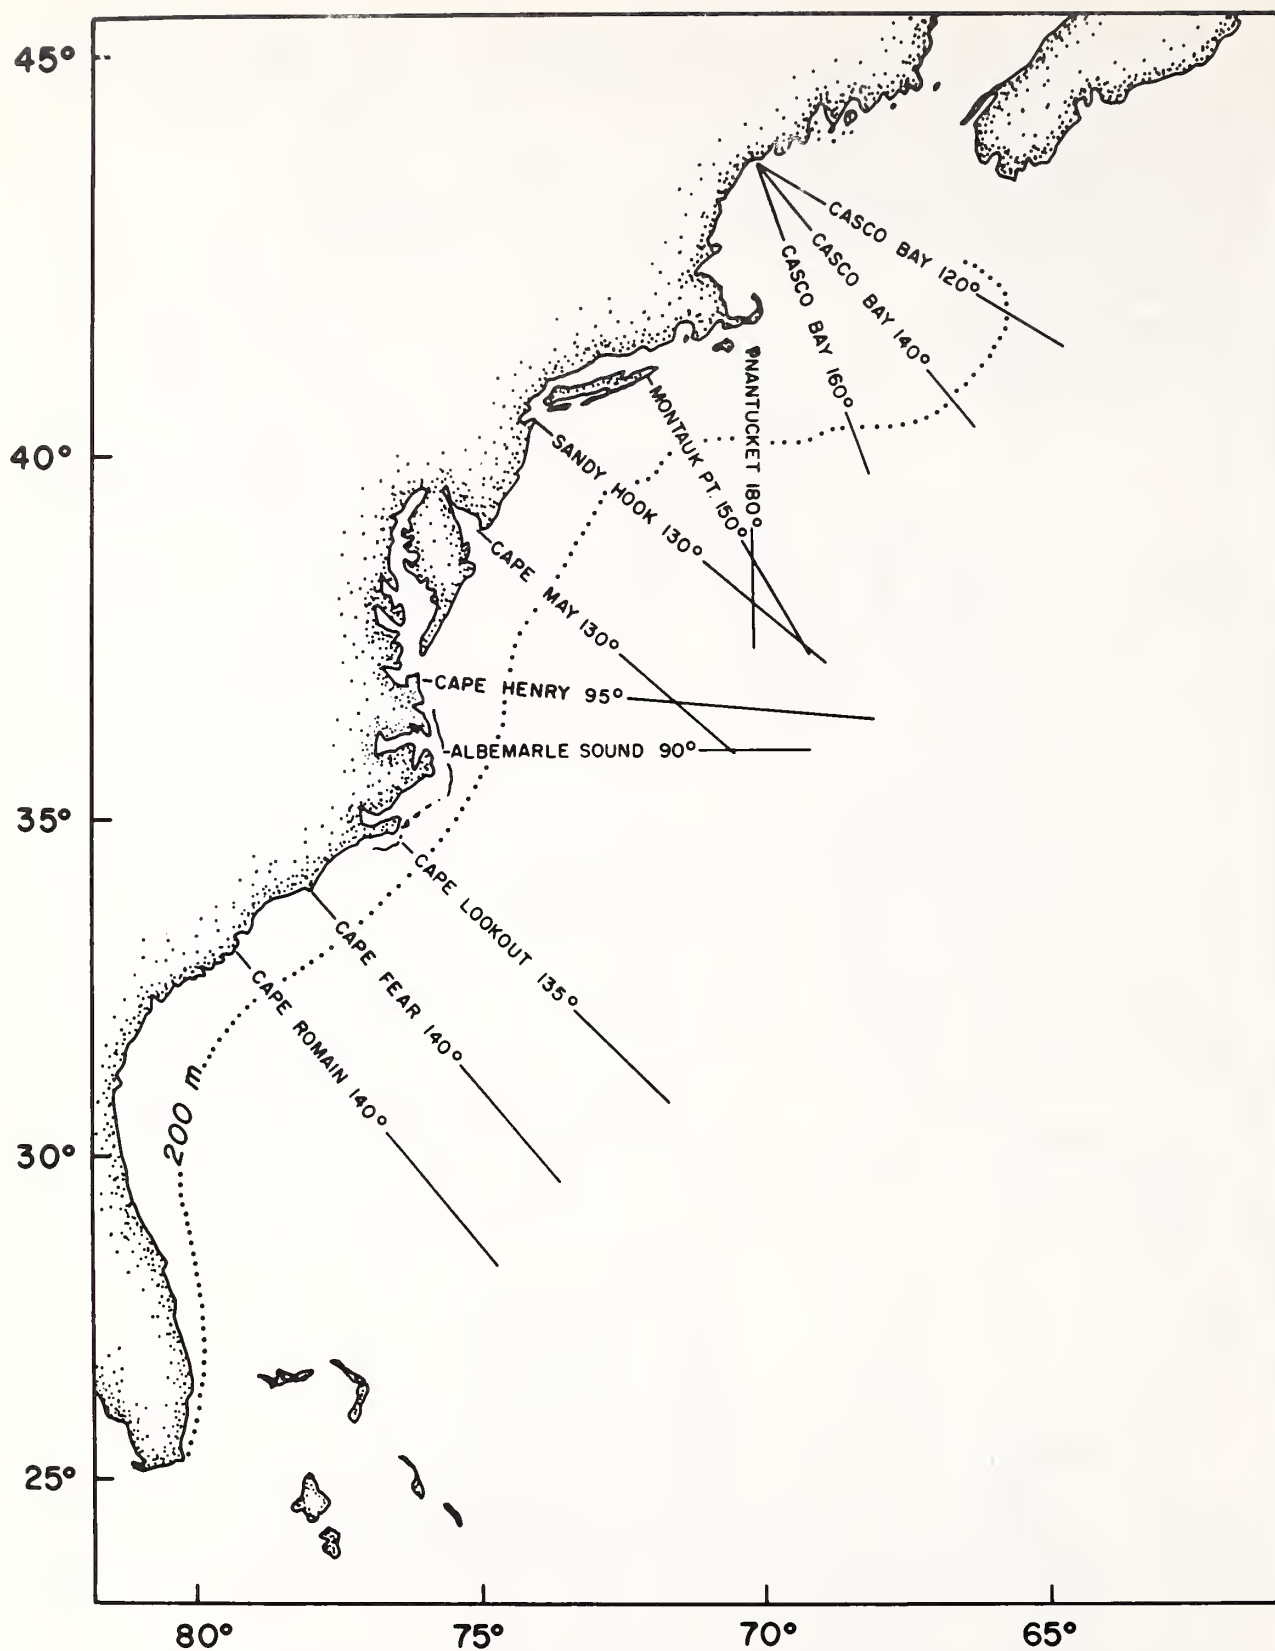 45°
CASCO BAY 120°
CASCO BAY 140°
CASCO BAY 160°
NANTUCKET 180°
MONTAUK PT. 150°
40°
SANDY HOOK 130°
CAPE MAY 130°
CAPE HENRY 95°
ALBEMARLE SOUND 90°
35°
CAPE LOOKOUT 135°
CAPE FEAR 140°
CAPE ROMAIN 140°
200 m
30°
25°
80° 75° 70° 65°